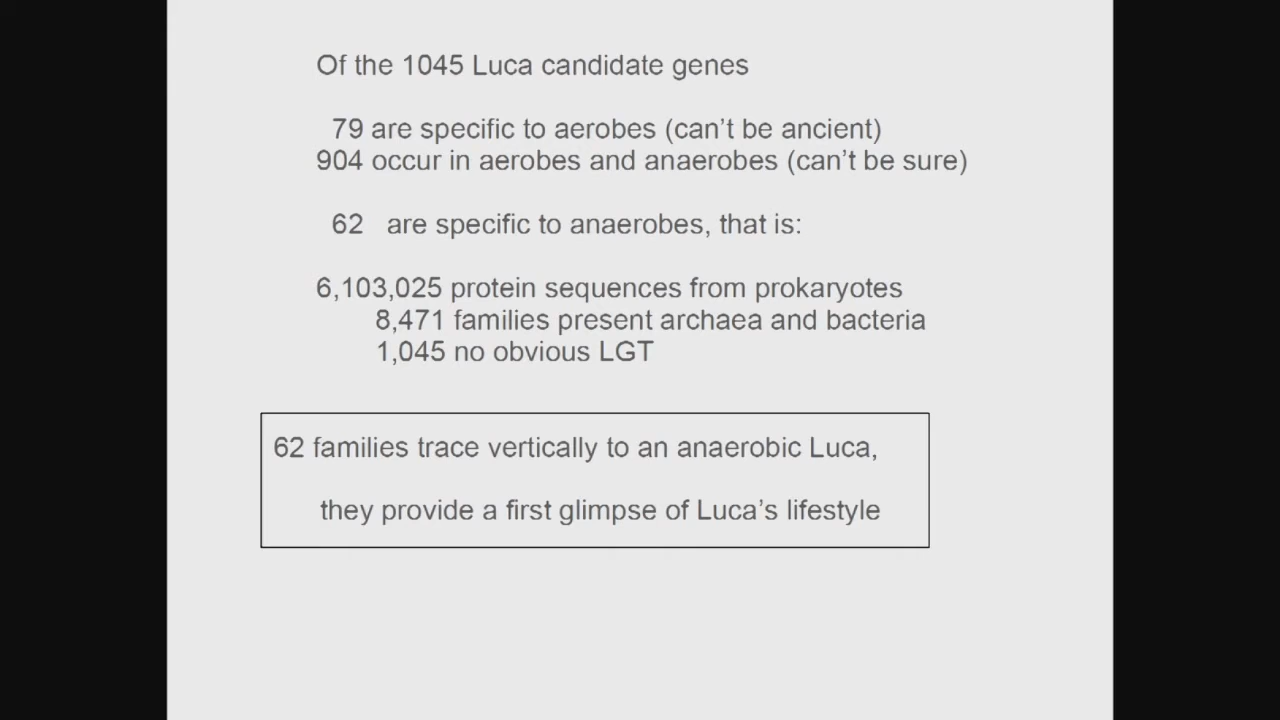 Of the 1045 Luca candidate genes
79 are specific to aerobes (can't be ancient)
904 occur in aerobes and anaerobes (can't be sure)
62 are specific to anaerobes, that is:
6,103,025 protein sequences from prokaryotes
8,471 families present archaea and bacteria
1,045 no obvious LGT
62 families trace vertically to an anaerobic Luca,
they provide a first glimpse of Luca's lifestyle